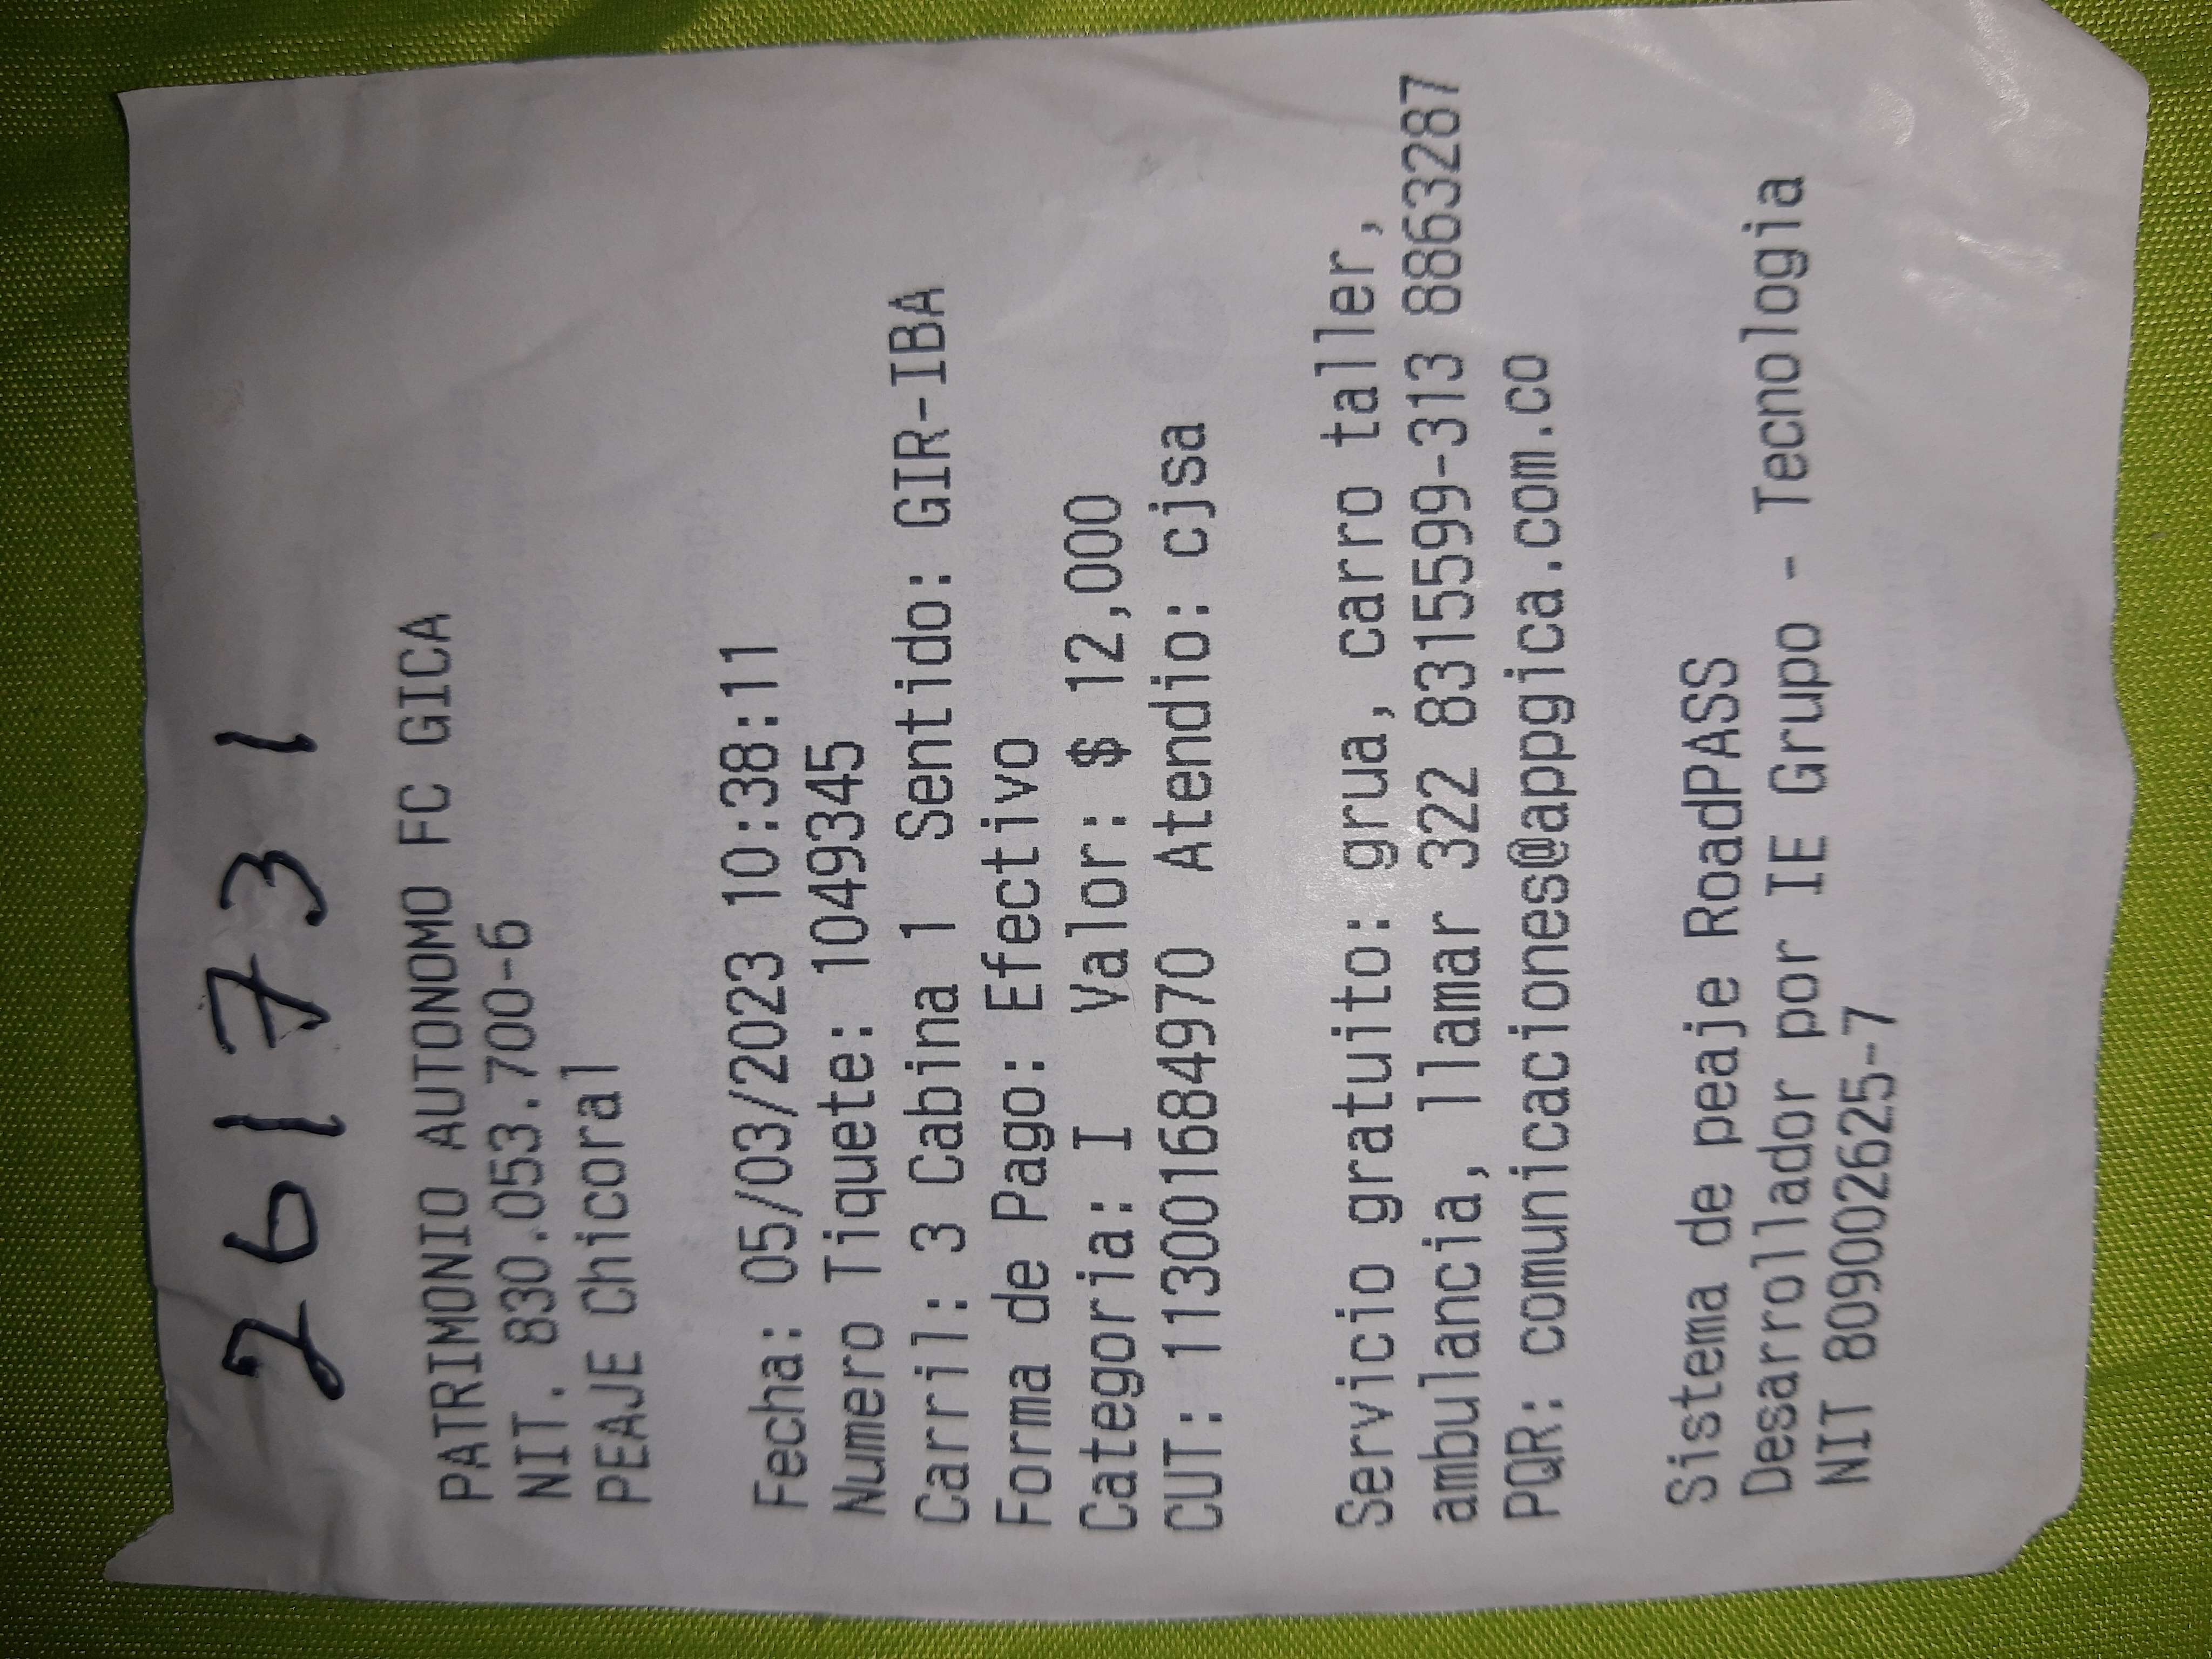 261731
PATRIMONIO AUTONOMO FC GICA
NIT. 830.053.700-6
PEAJE Chicoral
Fecha: 05/03/2023 10:38:11
Numero Tiquete: 1049345
Carril: 3 Cabina 1 Sentido: GIR-IBA
Forma de Pago: Efectivo
Categoria: I Valor: $ 12,000
CUT: 113001684970 Atendio: cjsa
Servicio gratuito: grua, carro taller,
ambulancia, llamar 322 8315599-313 8863287
PQR: comunicaciones@appgica.com.co
Sistema de peaje RoadPASS
Desarrollador por IE Grupo - Tecnologia
NIT 809002625-7